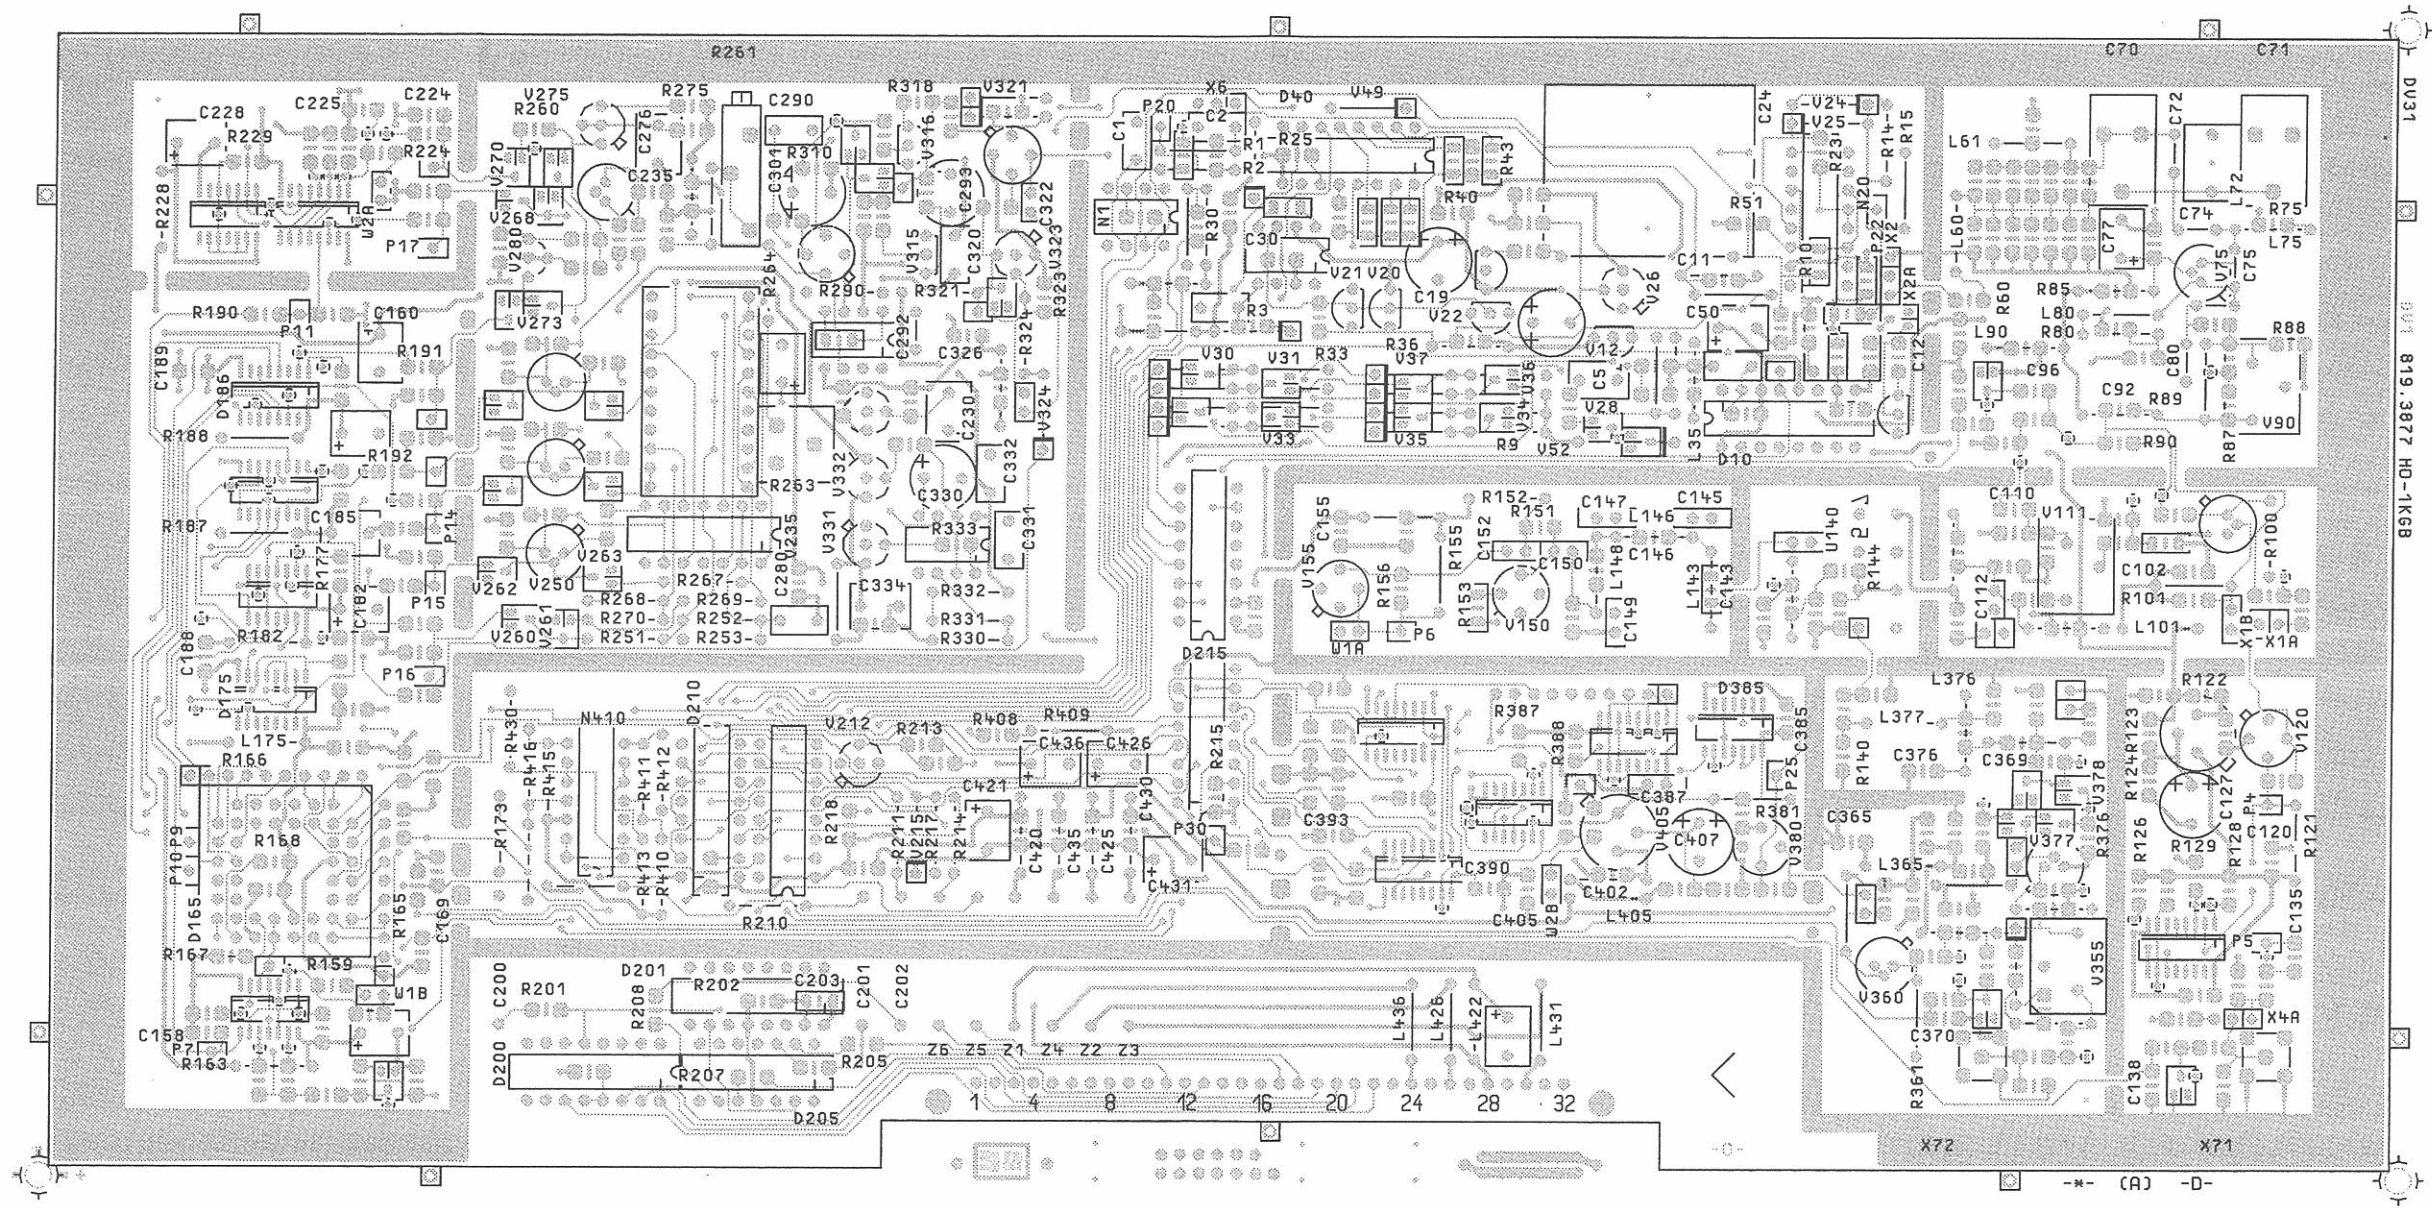 R261
C70
C71
DV31
C228
C225
C224
V275
R275
C290
R318
V321
X6
D40
V49
C24
-V24-
-V25-
C72
R229
R260
C276
P20
C1
C2
R15
-R14-
R23
L61
R224
V270
R310
V316
R1
R25
R2
R43
C301
C235
C293
C322
R40
N20
L72
-R228
W2A
V268
N1
R30
R51
C74
R75
L75
P17
V280
R264
V315
C320
V323
C30
V21
V20
C19
C11
R10
P22
X2
-L60-
C77
V75
C75
R290-
R321-
R323
R3
V22
V26
C50
X2A
R60
R85
L80
R80
R88
R190
P11
C160
V273
C292
R324
C326
V30
V31
R33
R36
V37
V12
L90
C80
C189
R191
D186
C230
V324
V36
C51
C12
C96
C92
R89
R87
V90
819.3877 HD-1KGB
R188
R192
V332
C332
V33
V35
R9
V34
V28
V52
L35
D10
R90
R263
C330
R187
C185
P14
V235
V331
R333
C331
C155
R152-
R151
C152
C147
C146
C145
U140
C110
V111-
R100
R177
V263
C280
R155
C150
L148
C146
R144
V262
V250
R267-
V155
R156
L143
C143
C102
C112
R101
P15
C182
R268-
R269-
C334
R332-
R153
V150
C149
R270-
R252-
R331-
R182
V260
V261
R251-
R253-
R330-
P6
L101-
X1B
X1A
C188
W1A
D215
P16
D175
-R430-
N410
D210
V212
R213
R408
R409
R387
D385
L376
R122
L175-
R388
C385
L377-
R123
V120
-R416
-R415
C436
C426
R215
R166
-R411
-R412
C421
R140
C376
C369
R124
P25
C387
V378
C127
P4
R173
C430
P9
R168
R218
R211-
V215-
R217-
R214-
C420
C435
C425
P30
C393
V405
C407
R381
V380
C365
V377
R376
R126
R129
R128
C120
R121
P10
-R413
-R410
C431
C390
L365-
C402
C405
W2B
L405
D165
R165
C169
R210
C135
R167
R159
P5
W1B
C200
R201
D201
R202
R208
C203
C201
C202
L436
L426
-L422
L431
V360
V355
C158
P7
R163
C370
X4A
D200
R207
R205
D205
Z6 Z5 Z1 Z4 Z2 Z3
R361
C138
1 4 8 12 16 20 24 28 32
X72
X71
-*- (A) -D-